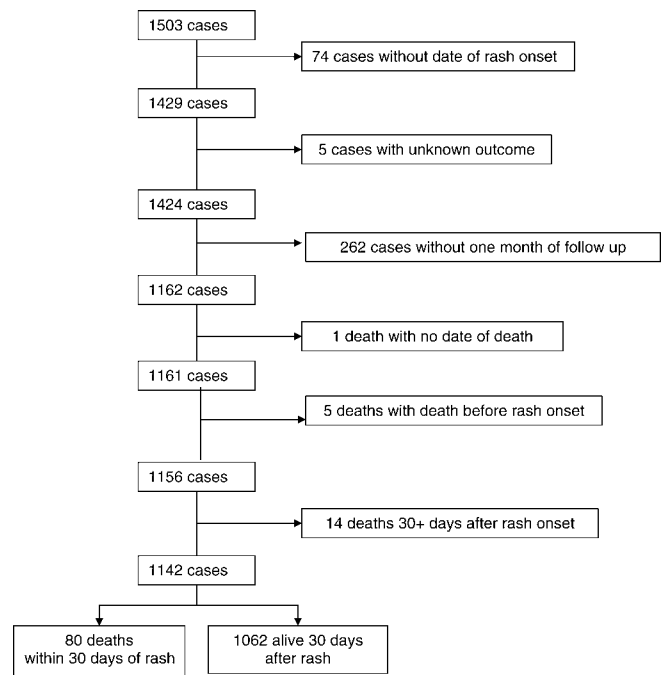 1503 cases
74 cases without date of rash onset
1429 cases
5 cases with unknown outcome
1424 cases
262 cases without one month of follow up
1162 cases
1 death with no date of death
1161 cases
5 deaths with death before rash onset
1156 cases
14 deaths 30+ days after rash onset
1142 cases
80 deaths
within 30 days of rash
1062 alive 30 days
after rash